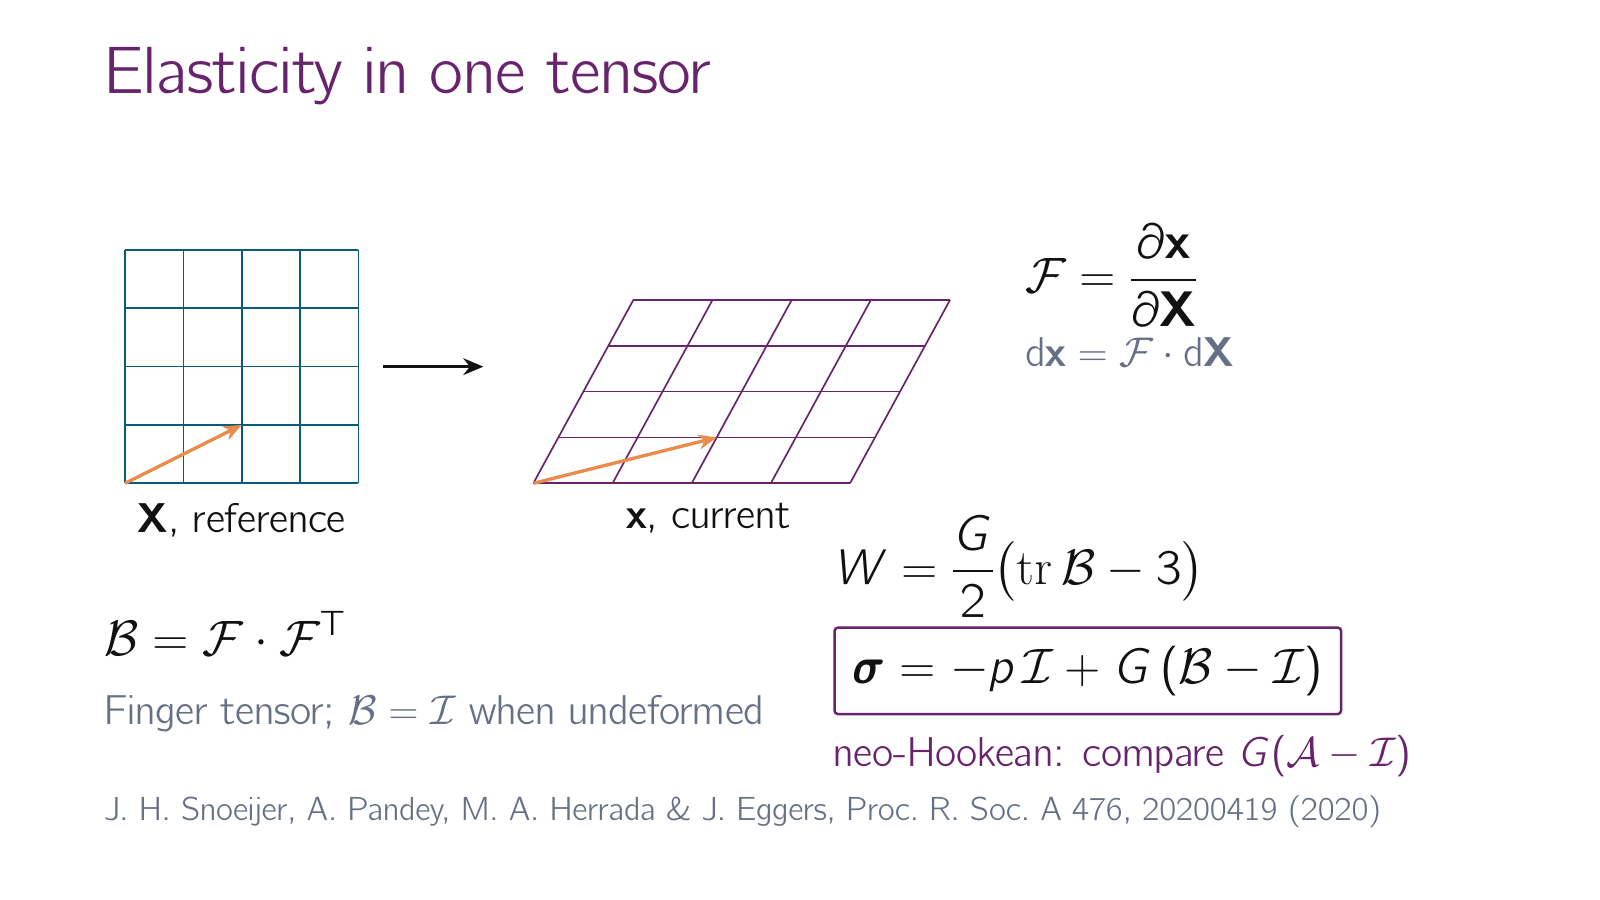 Elasticity in one tensor
𝓕 = ∂𝐱/∂𝐗
d𝐱 = 𝓕 · d𝐗
𝐗, reference
𝐱, current
W = G/2 (tr 𝓑 − 3)
𝓑 = 𝓕 · 𝓕ᵀ
𝛔 = −p 𝓘 + G (𝓑 − 𝓘)
Finger tensor; 𝓑 = 𝓘 when undeformed
neo-Hookean: compare G(𝓐 − 𝓘)
J. H. Snoeijer, A. Pandey, M. A. Herrada & J. Eggers, Proc. R. Soc. A 476, 20200419 (2020)